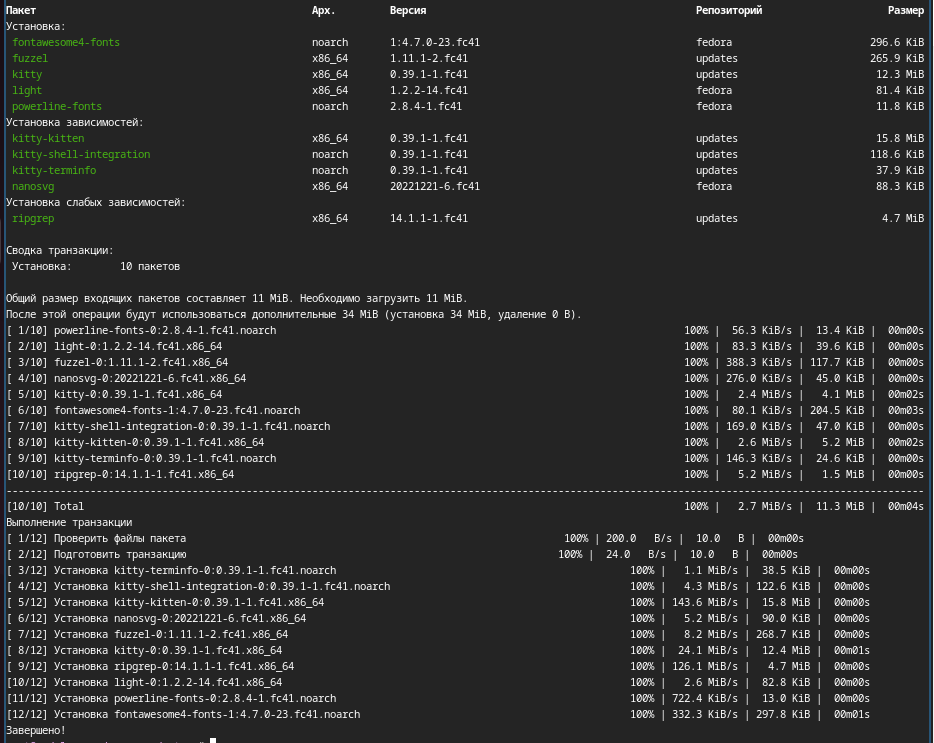 Пакет Арх. Версия Репозиторий Размер
Установка:
fontawesome4-fonts noarch 1:4.7.0-23.fc41 fedora 296.6 KiB
fuzzel x86_64 1.11.1-2.fc41 updates 265.9 KiB
kitty x86_64 0.39.1-1.fc41 updates 12.3 MiB
light x86_64 1.2.2-14.fc41 fedora 81.4 KiB
powerline-fonts noarch 2.8.4-1.fc41 fedora 11.8 KiB
Установка зависимостей:
kitty-kitten x86_64 0.39.1-1.fc41 updates 15.8 MiB
kitty-shell-integration noarch 0.39.1-1.fc41 updates 118.6 KiB
kitty-terminfo noarch 0.39.1-1.fc41 updates 37.9 KiB
nanosvg x86_64 20221221-6.fc41 fedora 88.3 KiB
Установка слабых зависимостей:
ripgrep x86_64 14.1.1-1.fc41 updates 4.7 MiB
Сводка транзакции:
Установка: 10 пакетов
Общий размер входящих пакетов составляет 11 MiB. Необходимо загрузить 11 MiB.
После этой операции будут использоваться дополнительные 34 MiB (установка 34 MiB, удаление 0 B).
[ 1/10] powerline-fonts-0:2.8.4-1.fc41.noarch 100% | 56.3 KiB/s | 13.4 KiB | 00m00s
[ 2/10] light-0:1.2.2-14.fc41.x86_64 100% | 83.3 KiB/s | 39.6 KiB | 00m00s
[ 3/10] fuzzel-0:1.11.1-2.fc41.x86_64 100% | 388.3 KiB/s | 117.7 KiB | 00m00s
[ 4/10] nanosvg-0:20221221-6.fc41.x86_64 100% | 276.0 KiB/s | 45.0 KiB | 00m00s
[ 5/10] kitty-0:0.39.1-1.fc41.x86_64 100% | 2.4 MiB/s | 4.1 MiB | 00m02s
[ 6/10] fontawesome4-fonts-1:4.7.0-23.fc41.noarch 100% | 80.1 KiB/s | 204.5 KiB | 00m03s
[ 7/10] kitty-shell-integration-0:0.39.1-1.fc41.noarch 100% | 169.0 KiB/s | 47.0 KiB | 00m00s
[ 8/10] kitty-kitten-0:0.39.1-1.fc41.x86_64 100% | 2.6 MiB/s | 5.2 MiB | 00m02s
[ 9/10] kitty-terminfo-0:0.39.1-1.fc41.noarch 100% | 146.3 KiB/s | 24.6 KiB | 00m00s
[10/10] ripgrep-0:14.1.1-1.fc41.x86_64 100% | 5.2 MiB/s | 1.5 MiB | 00m00s
[10/10] Total 100% | 2.7 MiB/s | 11.3 MiB | 00m04s
Выполнение транзакции
[ 1/12] Проверить файлы пакета 100% | 200.0 B/s | 10.0 B | 00m00s
[ 2/12] Подготовить транзакцию 100% | 24.0 B/s | 10.0 B | 00m00s
[ 3/12] Установка kitty-terminfo-0:0.39.1-1.fc41.noarch 100% | 1.1 MiB/s | 38.5 KiB | 00m00s
[ 4/12] Установка kitty-shell-integration-0:0.39.1-1.fc41.noarch 100% | 4.3 MiB/s | 122.6 KiB | 00m00s
[ 5/12] Установка kitty-kitten-0:0.39.1-1.fc41.x86_64 100% | 143.6 MiB/s | 15.8 MiB | 00m00s
[ 6/12] Установка nanosvg-0:20221221-6.fc41.x86_64 100% | 5.2 MiB/s | 90.0 KiB | 00m00s
[ 7/12] Установка fuzzel-0:1.11.1-2.fc41.x86_64 100% | 8.2 MiB/s | 268.7 KiB | 00m00s
[ 8/12] Установка kitty-0:0.39.1-1.fc41.x86_64 100% | 24.1 MiB/s | 12.4 MiB | 00m01s
[ 9/12] Установка ripgrep-0:14.1.1-1.fc41.x86_64 100% | 126.1 MiB/s | 4.7 MiB | 00m00s
[10/12] Установка light-0:1.2.2-14.fc41.x86_64 100% | 2.6 MiB/s | 82.8 KiB | 00m00s
[11/12] Установка powerline-fonts-0:2.8.4-1.fc41.noarch 100% | 722.4 KiB/s | 13.0 KiB | 00m00s
[12/12] Установка fontawesome4-fonts-1:4.7.0-23.fc41.noarch 100% | 332.3 KiB/s | 297.8 KiB | 00m01s
Завершено!